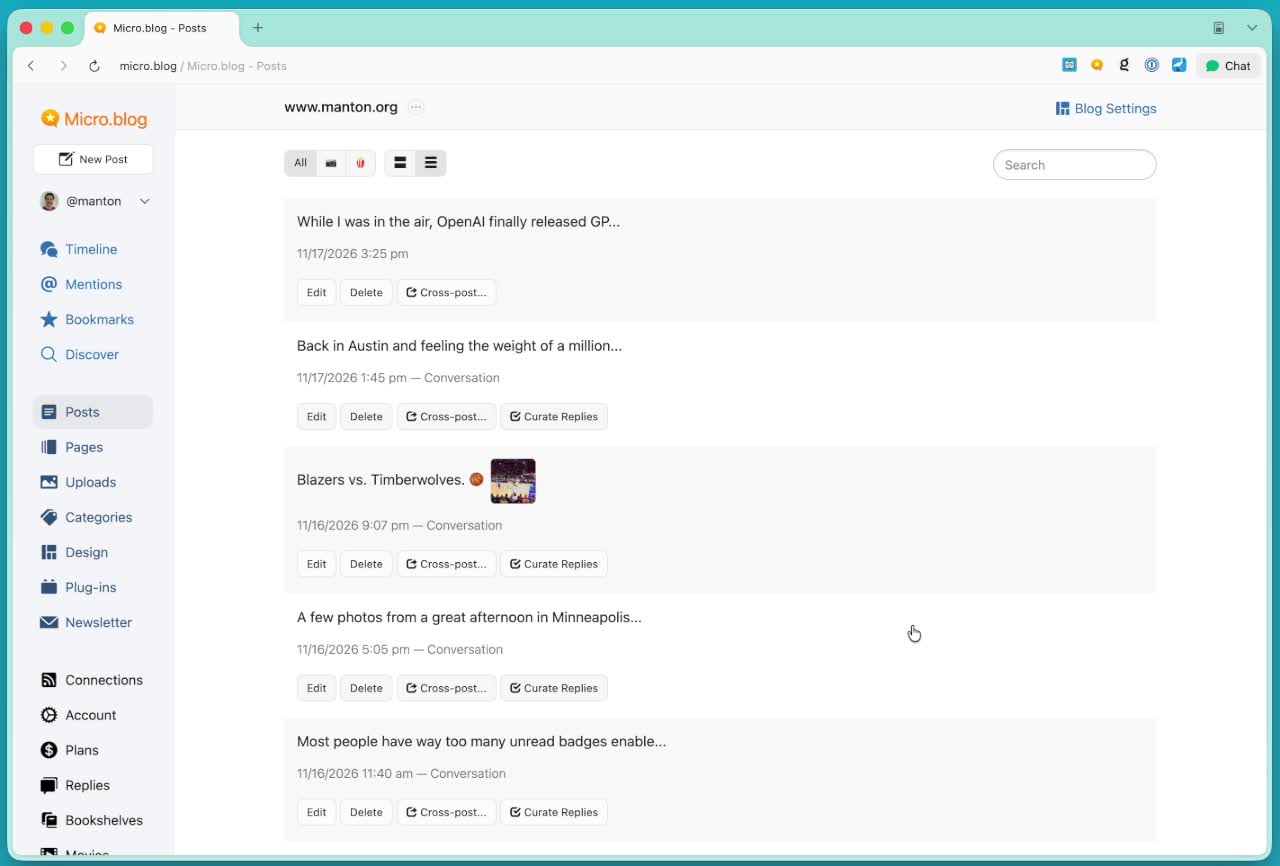 Micro.blog - Posts
micro.blog / Micro.blog - Posts
g
Chat
Micro.blog
New Post
@manton
Timeline
Mentions
Bookmarks
Discover
Posts
Pages
Uploads
Categories
Design
Plug-ins
Newsletter
Connections
Account
Plans
Replies
Bookshelves
Movies
www.manton.org
Blog Settings
All
Search
While I was in the air, OpenAI finally released GP...
11/17/2026 3:25 pm
Edit Delete Cross-post...
Back in Austin and feeling the weight of a million...
11/17/2026 1:45 pm — Conversation
Edit Delete Cross-post... Curate Replies
Blazers vs. Timberwolves. 🏀
11/16/2026 9:07 pm — Conversation
Edit Delete Cross-post... Curate Replies
A few photos from a great afternoon in Minneapolis...
11/16/2026 5:05 pm — Conversation
Edit Delete Cross-post... Curate Replies
Most people have way too many unread badges enable...
11/16/2026 11:40 am — Conversation
Edit Delete Cross-post... Curate Replies